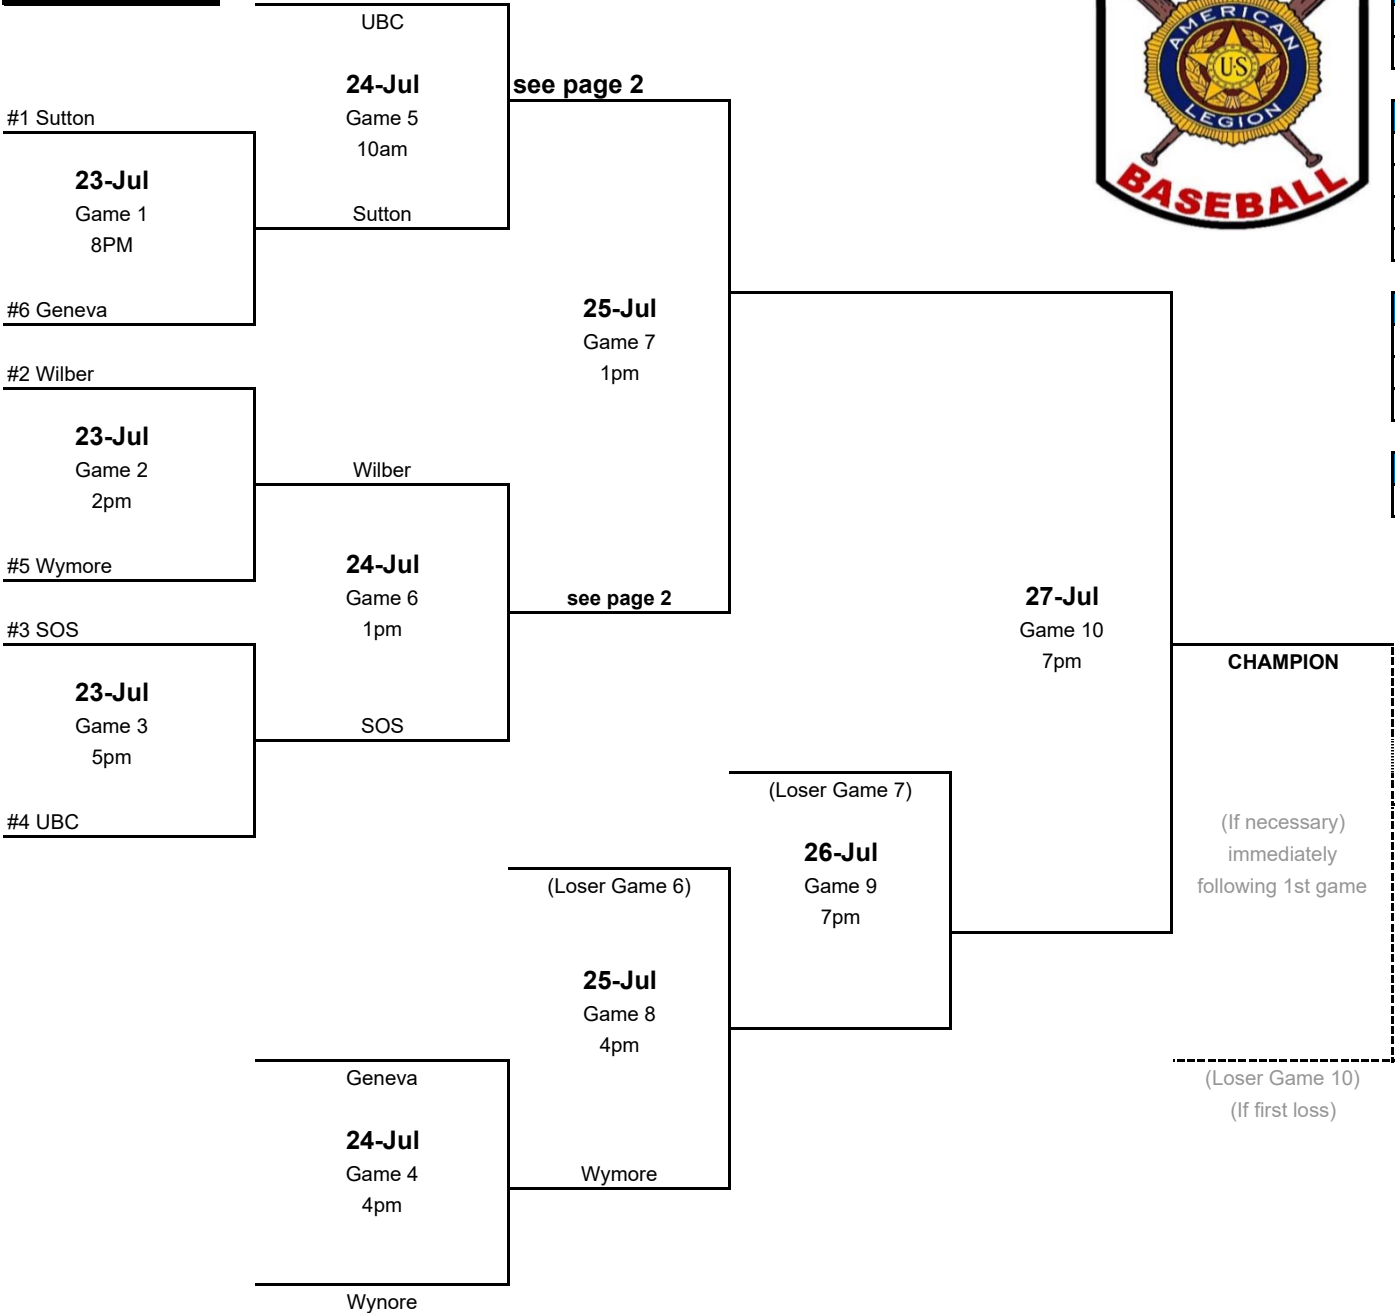 UBC
24-Jul
Game 5
10am
Sutton
see page 2
AMERICAN
U.S
LEGION
BASEBALL
#1 Sutton
23-Jul
Game 1
8PM
#6 Geneva
#2 Wilber
23-Jul
Game 2
2pm
#5 Wymore
#3 SOS
23-Jul
Game 3
5pm
#4 UBC
Wilber
24-Jul
Game 6
1pm
SOS
25-Jul
Game 7
1pm
see page 2
27-Jul
Game 10
7pm
CHAMPION
(If necessary)
immediately
following 1st game
(Loser Game 7)
26-Jul
Game 9
7pm
(Loser Game 6)
25-Jul
Game 8
4pm
Wymore
Geneva
24-Jul
Game 4
4pm
Wynore
(Loser Game 10)
(If first loss)